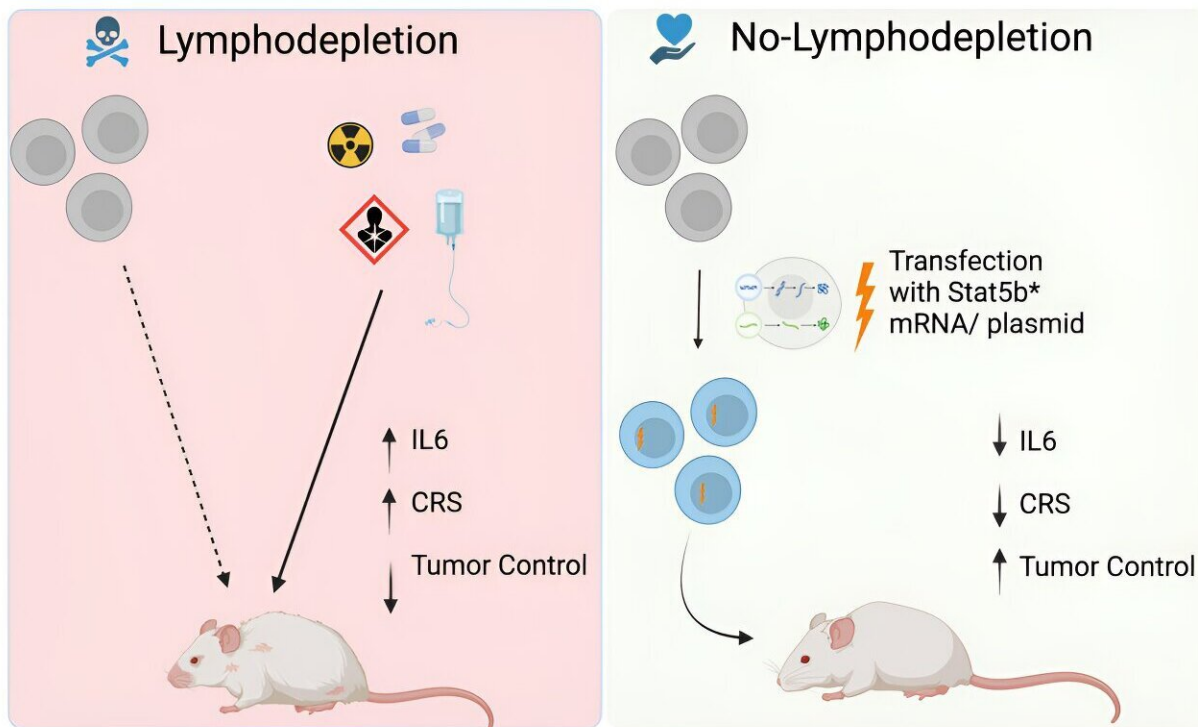 Lymphodepletion
IL6
CRS
Tumor Control
No-Lymphodepletion
Transfection
with Stat5b*
mRNA/ plasmid
IL6
CRS
Tumor Control